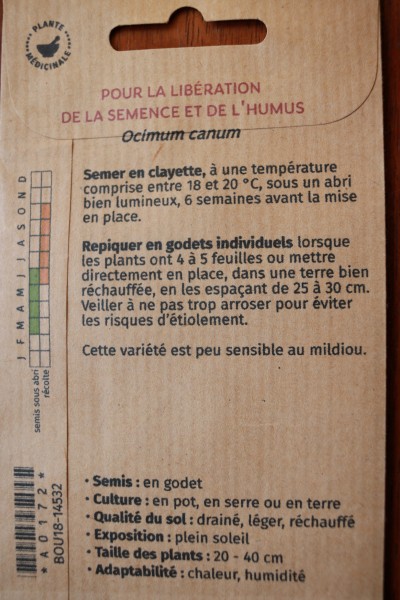 PLANTE
MÉDICINALE
POUR LA LIBÉRATION
DE LA SEMENCE ET DE L'HUMUS
Ocimum canum
Semer en clayette, à une température
comprise entre 18 et 20 °C, sous un abri
bien lumineux, 6 semaines avant la mise
en place.
Repiquer en godets individuels lorsque
les plants ont 4 à 5 feuilles ou mettre
directement en place, dans une terre bien
réchauffée, en les espaçant de 25 à 30 cm.
Veiller à ne pas trop arroser pour éviter
les risques d'étiolement.
Cette variété est peu sensible au mildiou.
J F M A M J J A S O N D
semis sous abri
récolte
*A0172*
BOU18-14532
• Semis : en godet
• Culture : en pot, en serre ou en terre
• Qualité du sol : drainé, léger, réchauffé
• Exposition : plein soleil
• Taille des plants : 20 - 40 cm
• Adaptabilité : chaleur, humidité